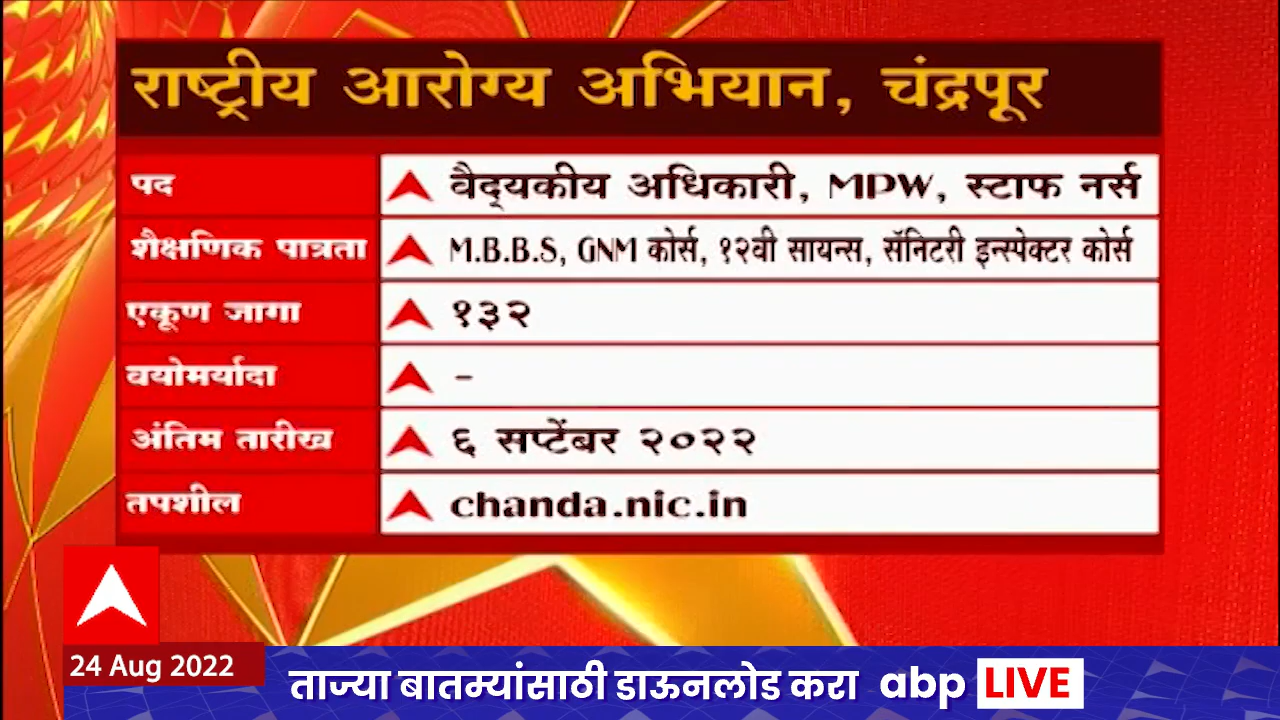 राष्ट्रीय आरोग्य अभियान, चंद्रपूर
पद वैद्यकीय अधिकारी, MPW, स्टाफ नर्स
शैक्षणिक पात्रता M.B.B.S, GNM कोर्स, १२वी सायन्स, सॅनिटरी इन्स्पेक्टर कोर्स
एकूण जागा १३२
वयोमर्यादा -
अंतिम तारीख ६ सप्टेंबर २०२२
तपशील chanda.nic.in
24 Aug 2022
ताज्या बातम्यांसाठी डाऊनलोड करा abp LIVE